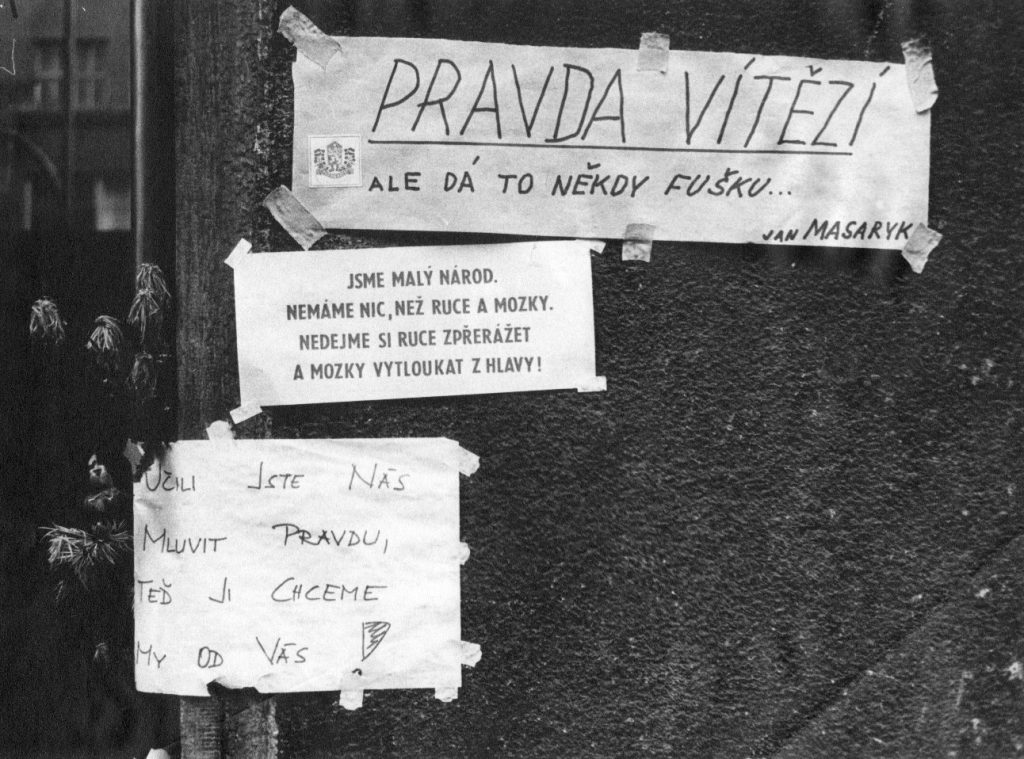 PRAVDA VÍTĚZÍ
ALE DÁ TO NĚKDY FUŠKU...
JAN MASARYK
JSME MALÝ NÁROD.
NEMÁME NIC, NEŽ RUCE A MOZKY.
NEDEJME SI RUCE ZPŘERÁŽET
A MOZKY VYTLOUKAT Z HLAVY!
UČILI JSTE NÁS
MLUVIT PRAVDU,
TEĎ JI CHCEME
MY OD VÁS!